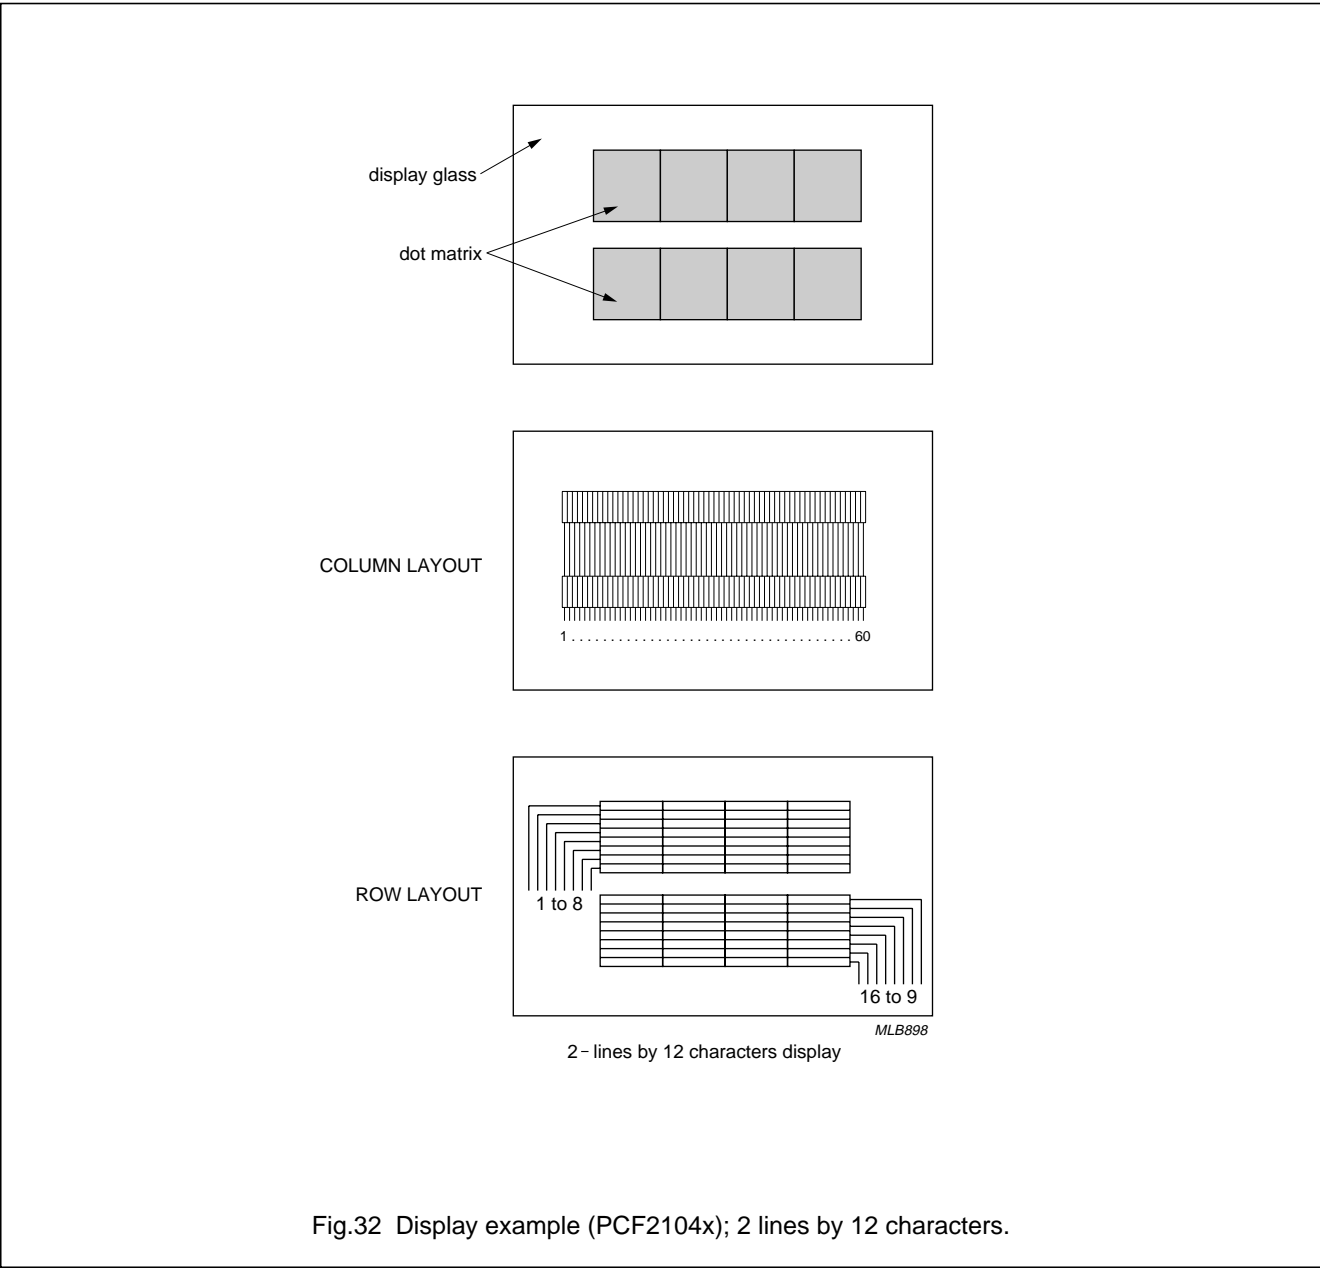 display glass
dot matrix
COLUMN LAYOUT
1 . . . . . . . . . . . . . . . . . . . . . . . . . . . . . . . . . . . . 60
ROW LAYOUT
1 to 8
16 to 9
MLB898
2 – lines by 12 characters display
Fig.32 Display example (PCF2104x); 2 lines by 12 characters.